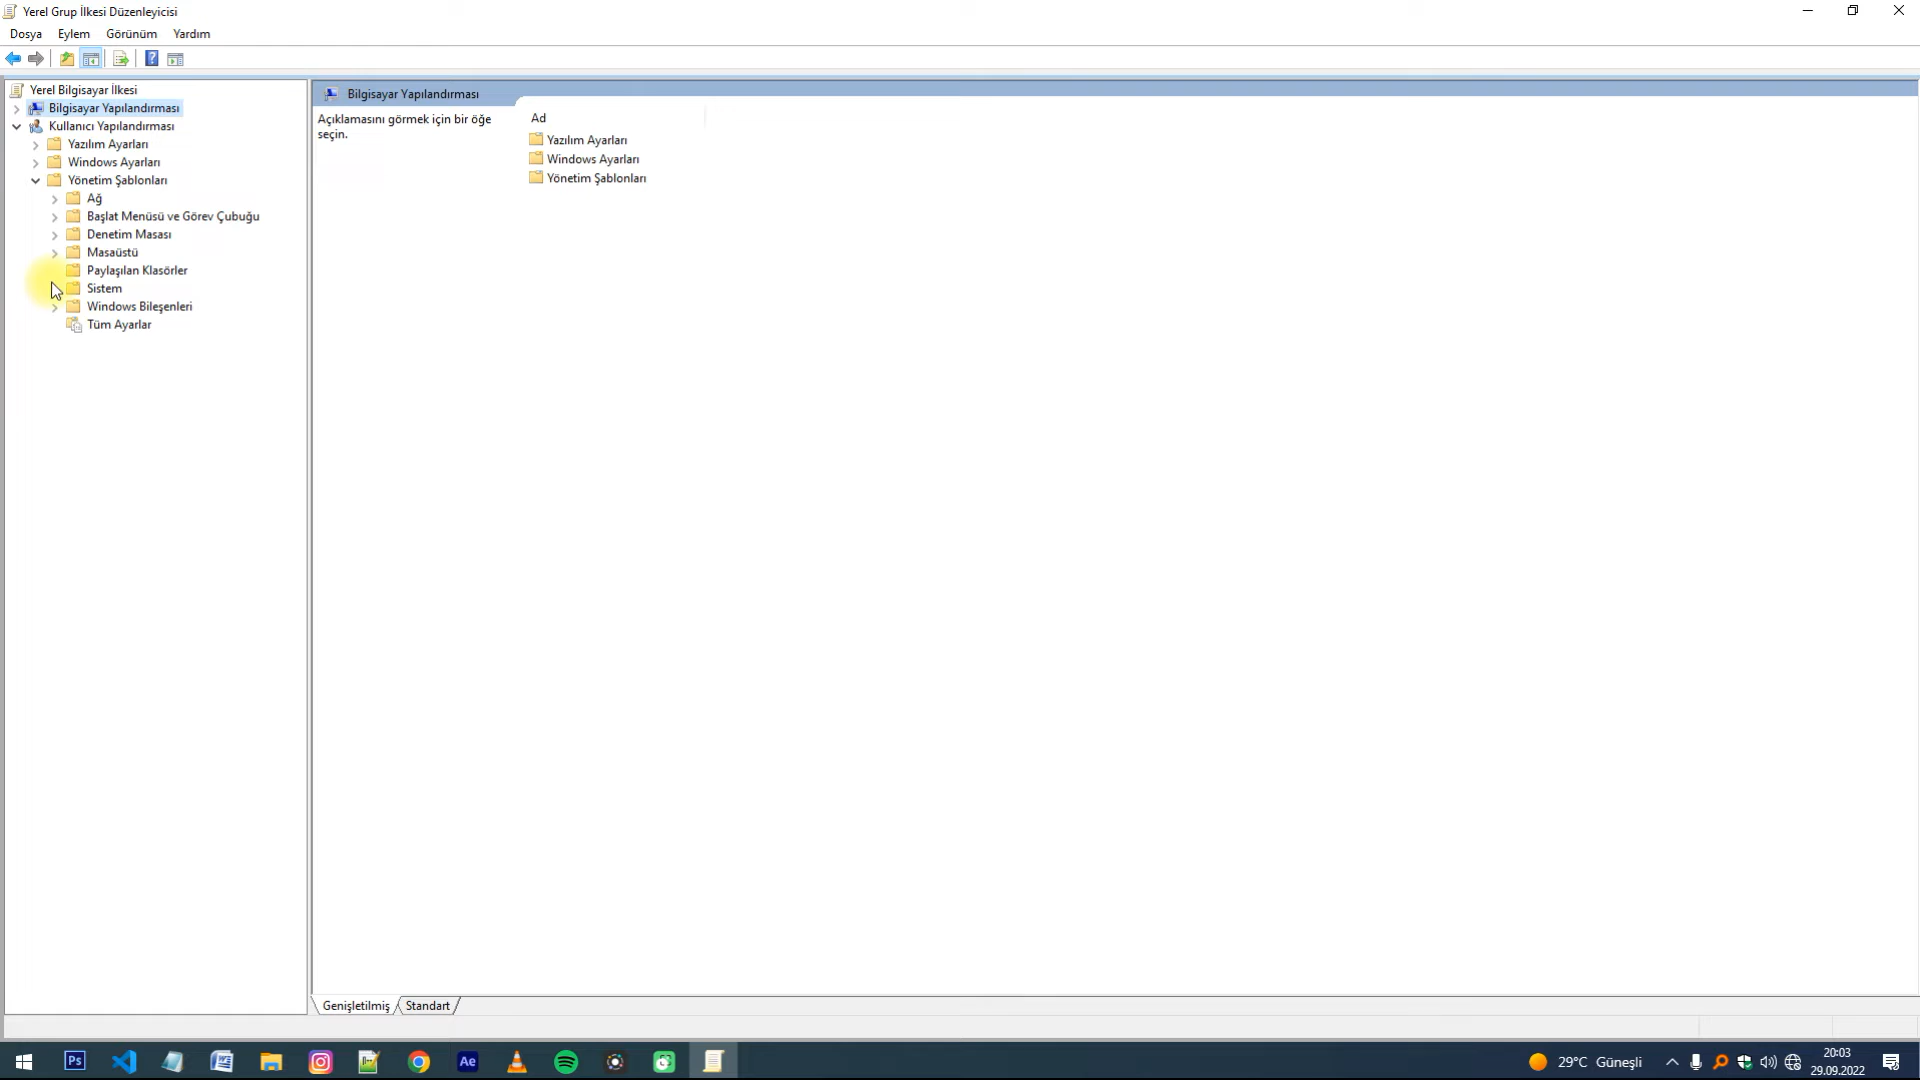 Yerel Grup İlkesi Düzenleyicisi
Dosya Eylem Görünüm Yardım
Yerel Bilgisayar İlkesi
Bilgisayar Yapılandırması
Kullanıcı Yapılandırması
Yazılım Ayarları
Windows Ayarları
Yönetim Şablonları
Ağ
Başlat Menüsü ve Görev Çubuğu
Denetim Masası
Masaüstü
Paylaşılan Klasörler
Sistem
Windows Bileşenleri
Tüm Ayarlar
Bilgisayar Yapılandırması
Açıklamasını görmek için bir öğe
seçin.
Ad
Yazılım Ayarları
Windows Ayarları
Yönetim Şablonları
Genişletilmiş Standart
Ps
Ae
29°C Güneşli
20:03
29.09.2022